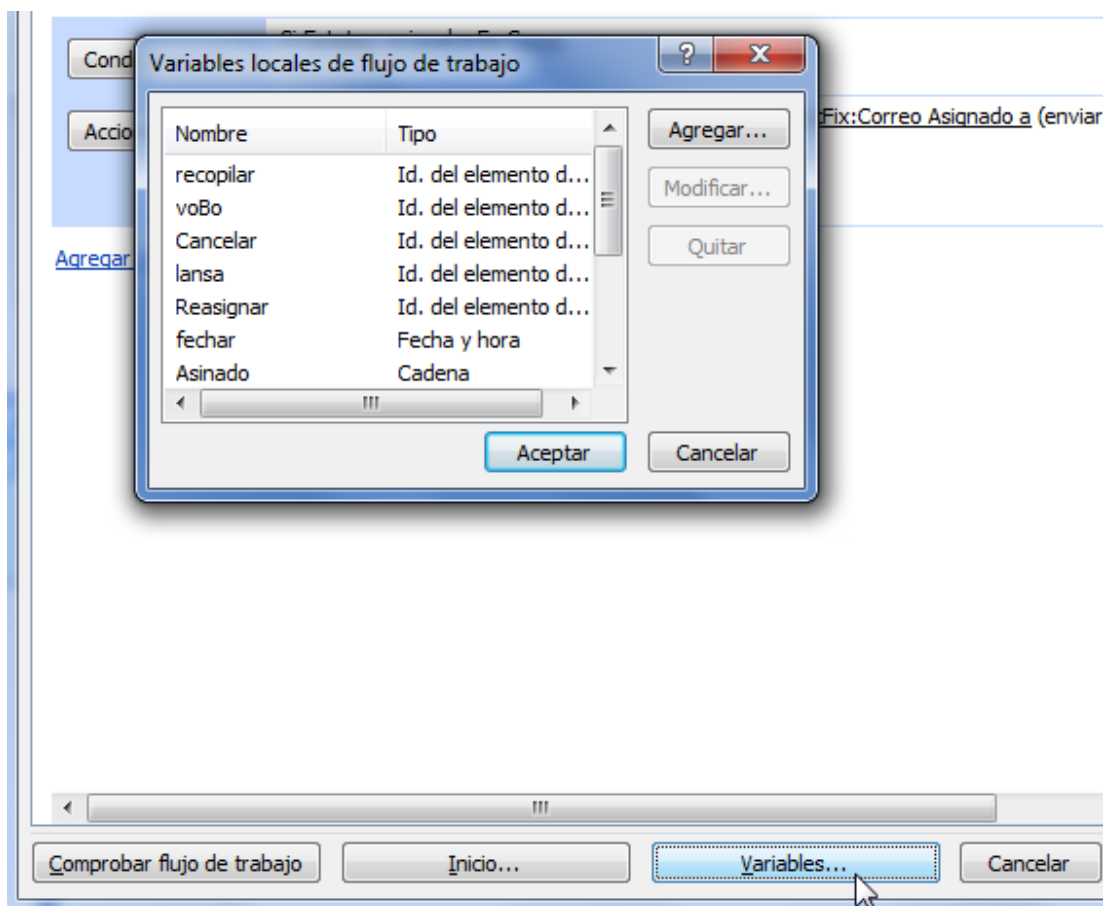 Cond
Variables locales de flujo de trabajo
?
X
Accio
Nombre Tipo
Agregar...
Fix:Correo Asignado a (enviar
recopilar Id. del elemento d...
Modificar...
voBo Id. del elemento d...
Cancelar Id. del elemento d...
Quitar
Agregar
lansa Id. del elemento d...
Reasignar Id. del elemento d...
fechar Fecha y hora
Asinado Cadena
Aceptar Cancelar
Comprobar flujo de trabajo Inicio... Variables... Cancelar